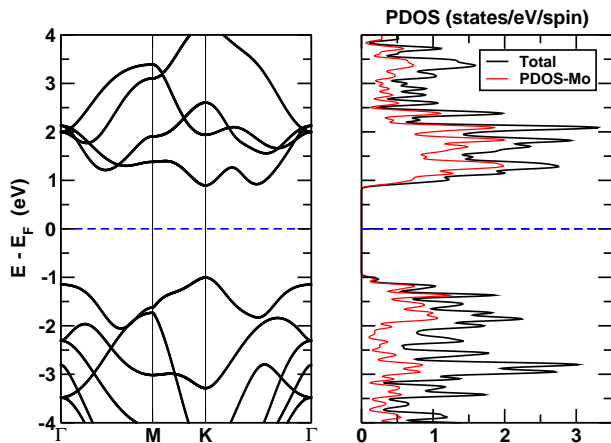 PDOS (states/eV/spin)
E - E_F (eV)
4
3
2
1
0
-1
-2
-3
-4
Γ M K Γ
Total
PDOS-Mo
0 1 2 3